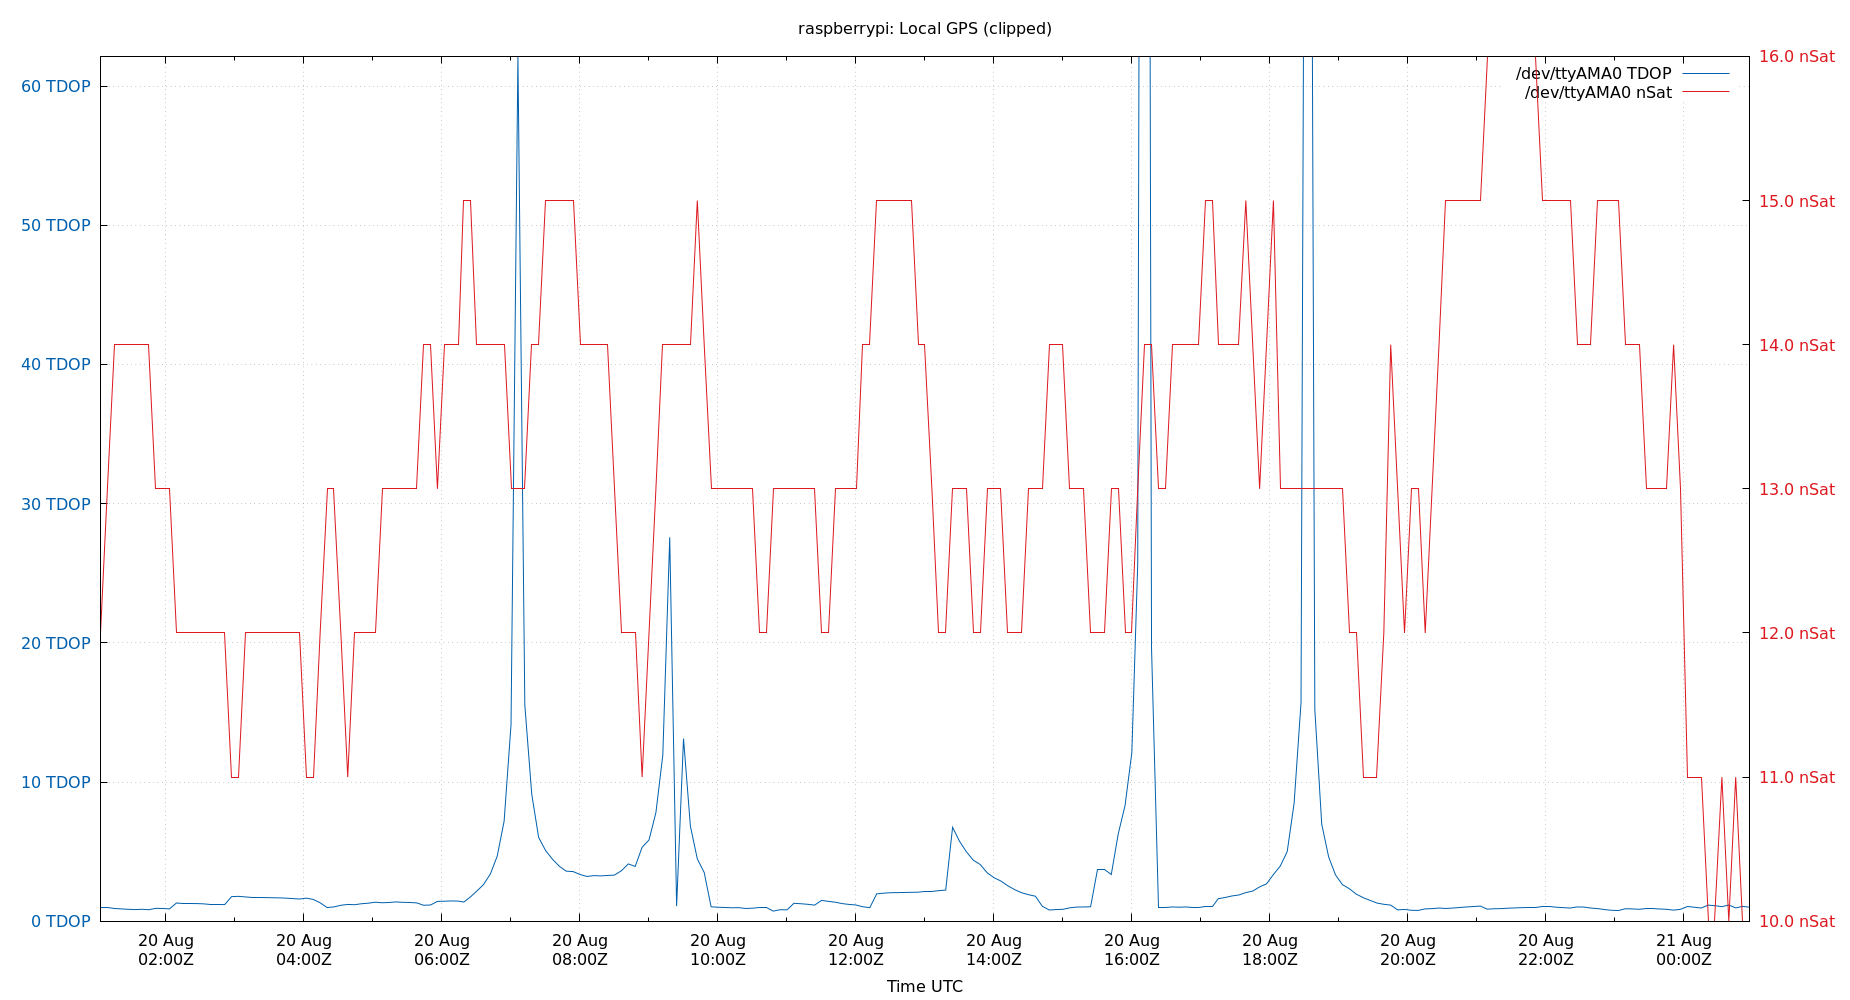 raspberrypi: Local GPS (clipped)
/dev/ttyAMA0 TDOP
/dev/ttyAMA0 nSat
60 TDOP
50 TDOP
40 TDOP
30 TDOP
20 TDOP
10 TDOP
0 TDOP
16.0 nSat
15.0 nSat
14.0 nSat
13.0 nSat
12.0 nSat
11.0 nSat
10.0 nSat
20 Aug 20 Aug 20 Aug 20 Aug 20 Aug 20 Aug 20 Aug 20 Aug 20 Aug 20 Aug 20 Aug 21 Aug
02:00Z 04:00Z 06:00Z 08:00Z 10:00Z 12:00Z 14:00Z 16:00Z 18:00Z 20:00Z 22:00Z 00:00Z
Time UTC